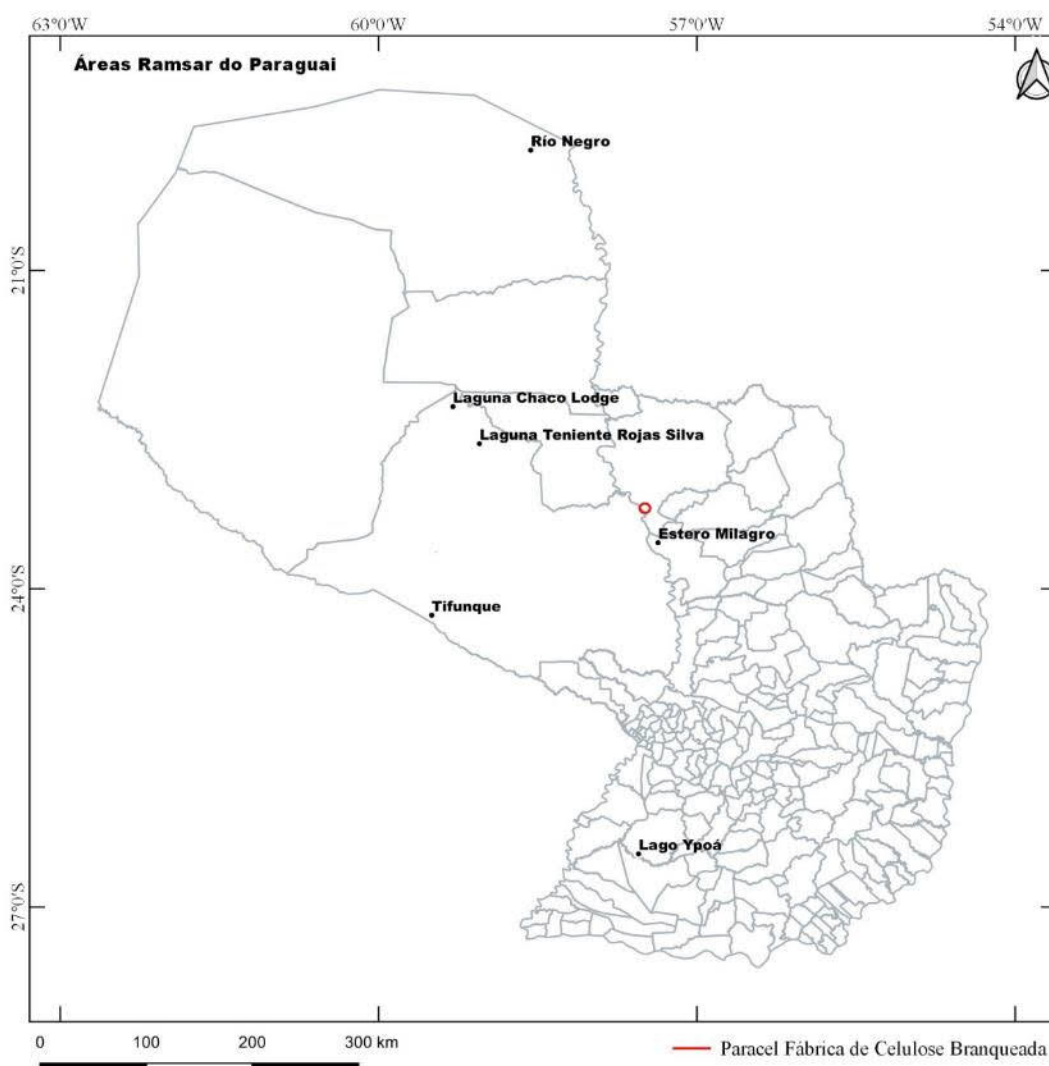 63°0'W 60°0'W 57°0'W 54°0'W
Áreas Ramsar do Paraguai
Río Negro
21°0'S
Laguna Chaco Lodge
Laguna Teniente Rojas Silva
Estero Milagro
24°0'S
Tifunque
Lago Ypoá
27°0'S
0 100 200 300 km
Paracel Fábrica de Celulose Branqueada